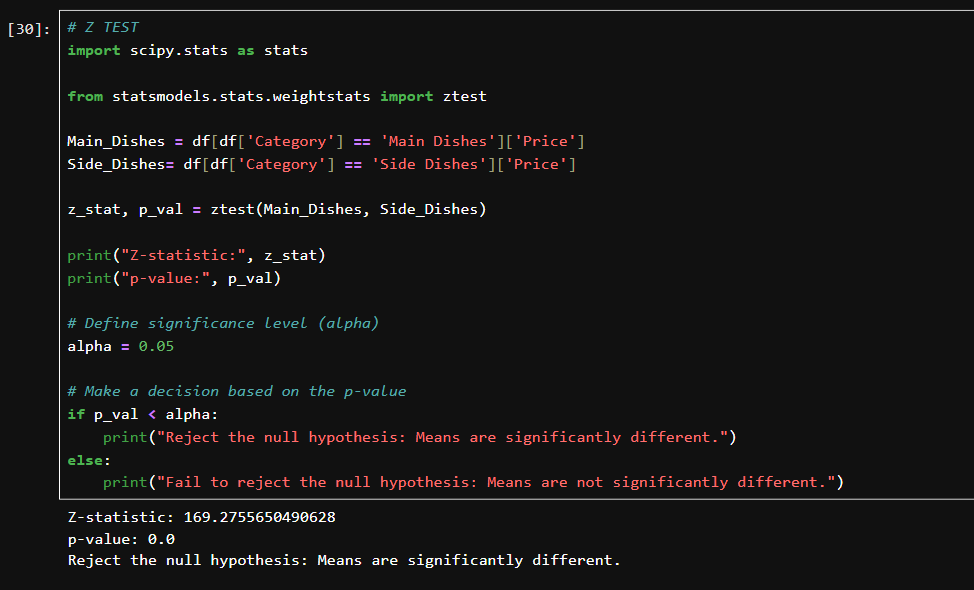 [30]:
# Z TEST
import scipy.stats as stats
from statsmodels.stats.weightstats import ztest
Main_Dishes = df[df['Category'] == 'Main Dishes']['Price']
Side_Dishes= df[df['Category'] == 'Side Dishes']['Price']
z_stat, p_val = ztest(Main_Dishes, Side_Dishes)
print("Z-statistic:", z_stat)
print("p-value:", p_val)
# Define significance level (alpha)
alpha = 0.05
# Make a decision based on the p-value
if p_val < alpha:
    print("Reject the null hypothesis: Means are significantly different.")
else:
    print("Fail to reject the null hypothesis: Means are not significantly different.")
Z-statistic: 169.2755650490628
p-value: 0.0
Reject the null hypothesis: Means are significantly different.